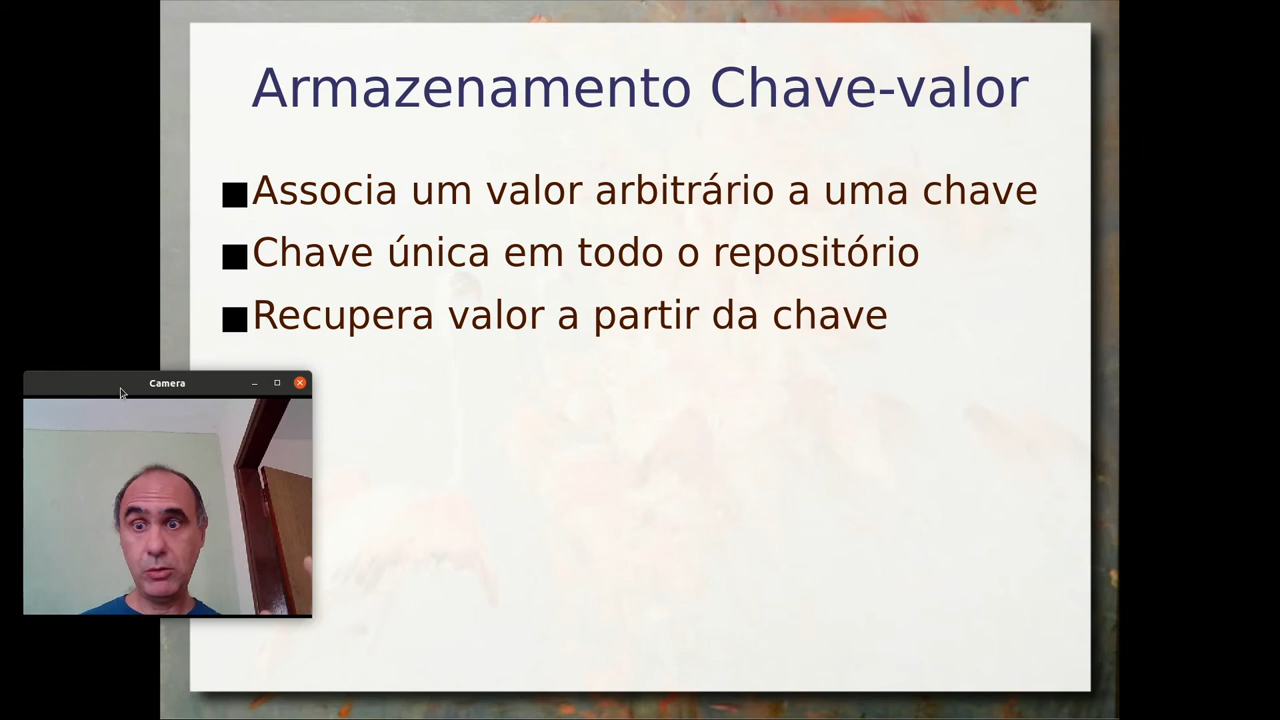 Armazenamento Chave-valor
Associa um valor arbitrário a uma chave
Chave única em todo o repositório
Recupera valor a partir da chave
Camera